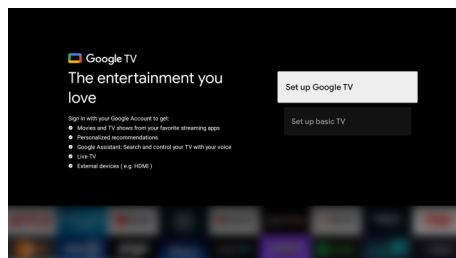 Google TV
The entertainment you
love
Sign in with your Google Account to get:
Movies and TV shows from your favorite streaming apps
Personalized recommendations
Google Assistant: Search and control your TV with your voice
Live TV
External devices ( e.g. HDMI )
Set up Google TV
Set up basic TV